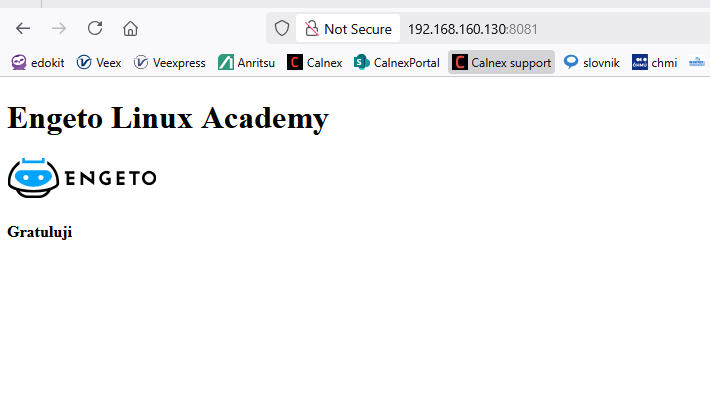 Not Secure 192.168.160.130:8081
edokit Veex Veexpress Anritsu Calnex CalnexPortal Calnex support slovnik chmi
Engeto Linux Academy
ENGETO
Gratuluji